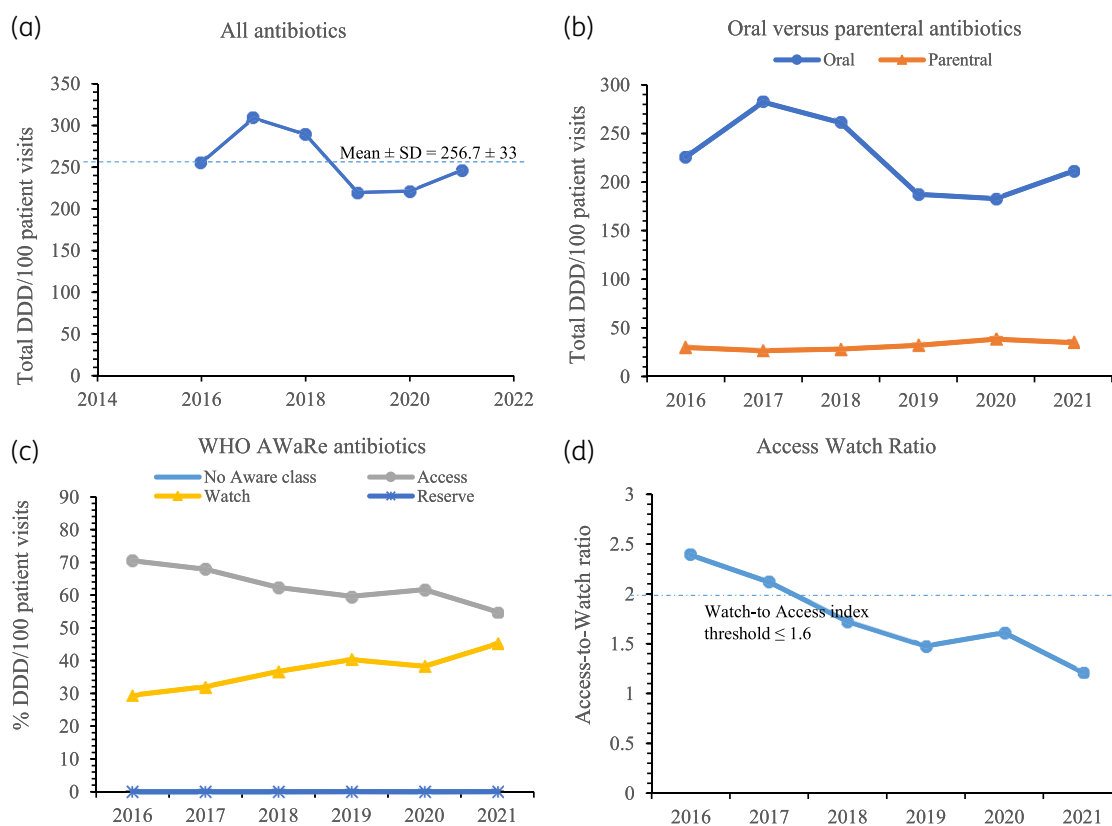 (a)
All antibiotics
Total DDD/100 patient visits
350
300
250
200
150
100
50
0
Mean ± SD = 256.7 ± 33
2014 2016 2018 2020 2022
(b)
Oral versus parenteral antibiotics
Oral Parentral
Total DDD/100 patient visits
300
250
200
150
100
50
0
2016 2017 2018 2019 2020 2021
(c)
WHO AWaRe antibiotics
No Aware class Access
Watch Reserve
% DDD/100 patient visits
90
80
70
60
50
40
30
20
10
0
2016 2017 2018 2019 2020 2021
(d)
Access Watch Ratio
Access-to-Watch ratio
3
2.5
2
1.5
1
0.5
0
Watch-to Access index
threshold ≤ 1.6
2016 2017 2018 2019 2020 2021